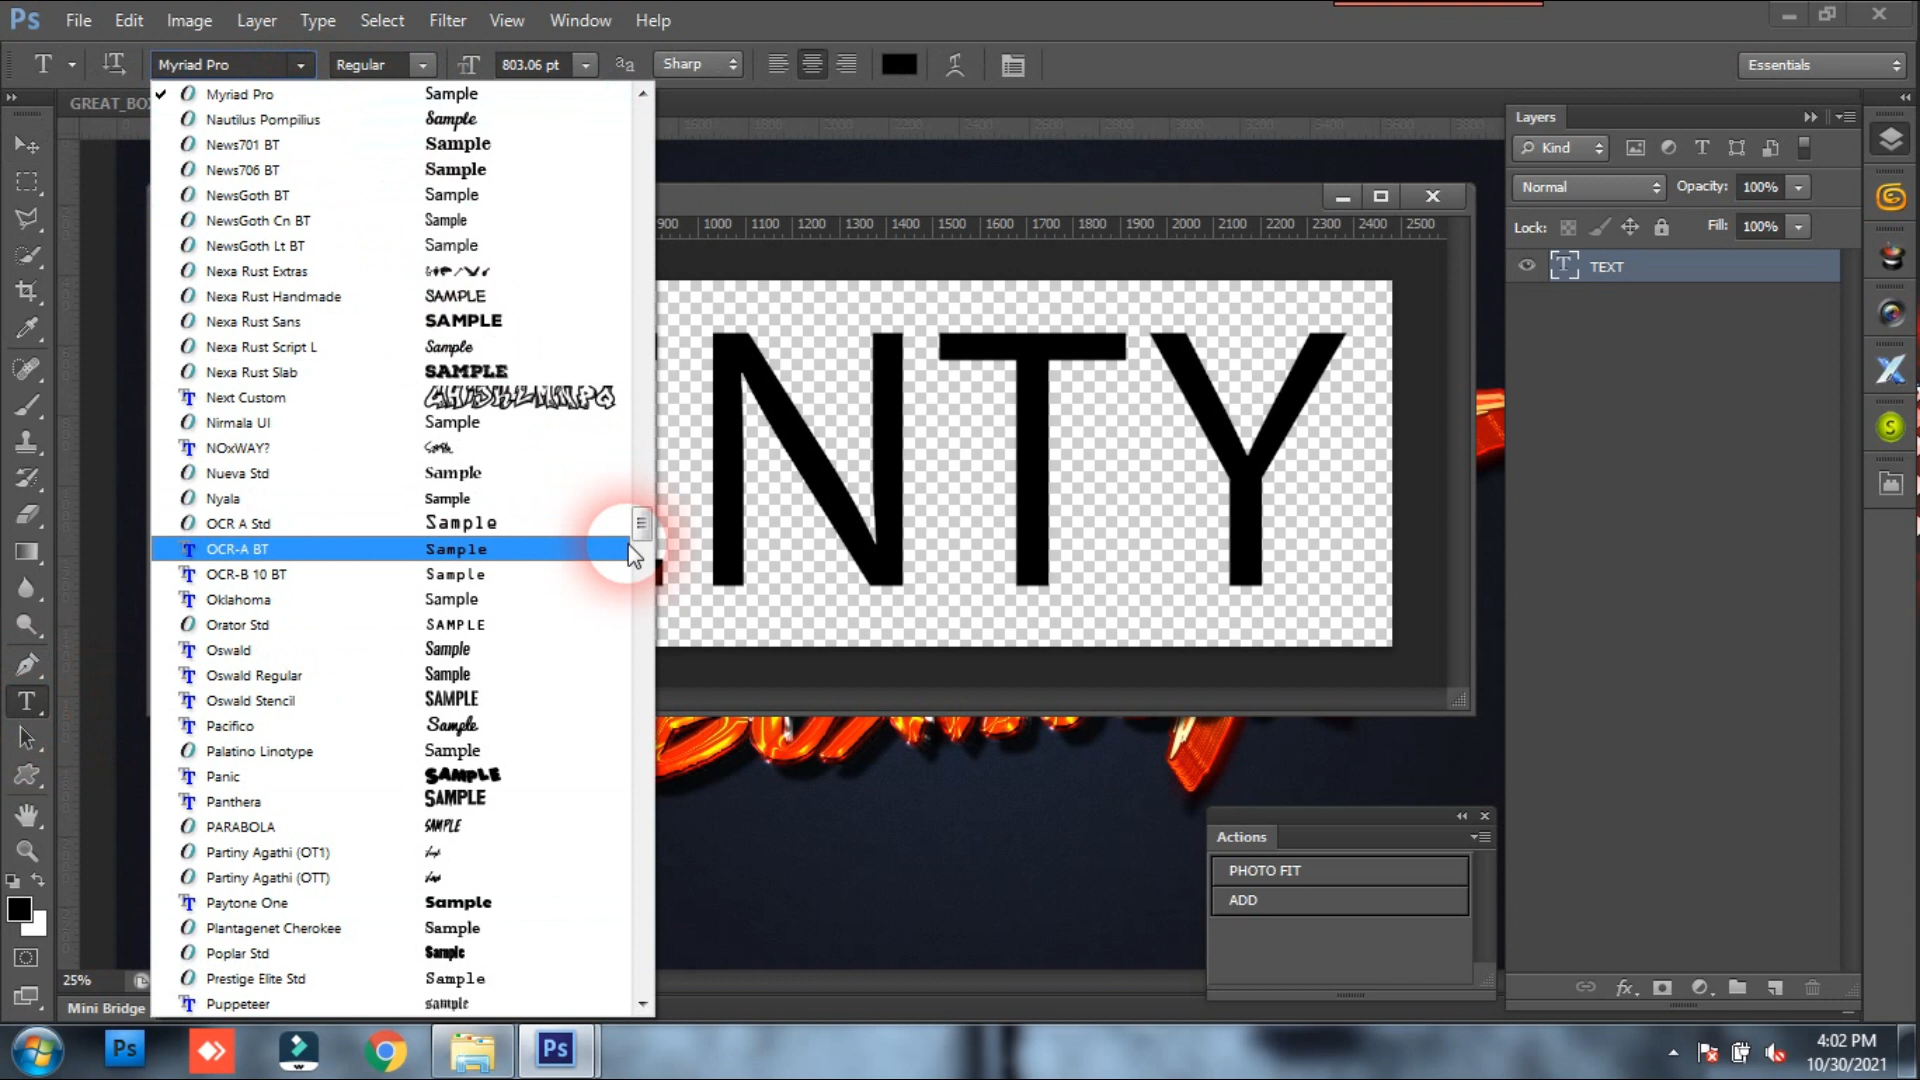 Ps File Edit Image Layer Type Select Filter View Window Help
T Myriad Pro Regular 803.06 pt aa Sharp Essentials
GREAT_BO
Myriad Pro Sample
Nautilus Pompilius Sample
News701 BT Sample
News706 BT Sample
NewsGoth BT Sample
NewsGoth Cn BT Sample
NewsGoth Lt BT Sample
Nexa Rust Extras
Nexa Rust Handmade SAMPLE
Nexa Rust Sans SAMPLE
Nexa Rust Script L Sample
Nexa Rust Slab SAMPLE
Next Custom
Nirmala UI Sample
NOxWAY?
Nueva Std Sample
Nyala Sample
OCR A Std Sample
OCR-A BT Sample
OCR-B 10 BT Sample
Oklahoma Sample
Orator Std SAMPLE
Oswald Sample
Oswald Regular Sample
Oswald Stencil SAMPLE
Pacifico Sample
Palatino Linotype Sample
Panic SAMPLE
Panthera SAMPLE
PARABOLA SAMPLE
Partiny Agathi (OT1)
Partiny Agathi (OTT)
Paytone One Sample
Plantagenet Cherokee Sample
Poplar Std Sample
Prestige Elite Std Sample
Puppeteer sample
900 1000 1100 1200 1300 1400 1500 1600 1700 1800 1900 2000 2100 2200 2300 2400 2500
NTY
Layers
Kind
Normal Opacity: 100%
Lock: Fill: 100%
TEXT
Actions
PHOTO FIT
ADD
25%
Mini Bridge
4:02 PM
10/30/2021